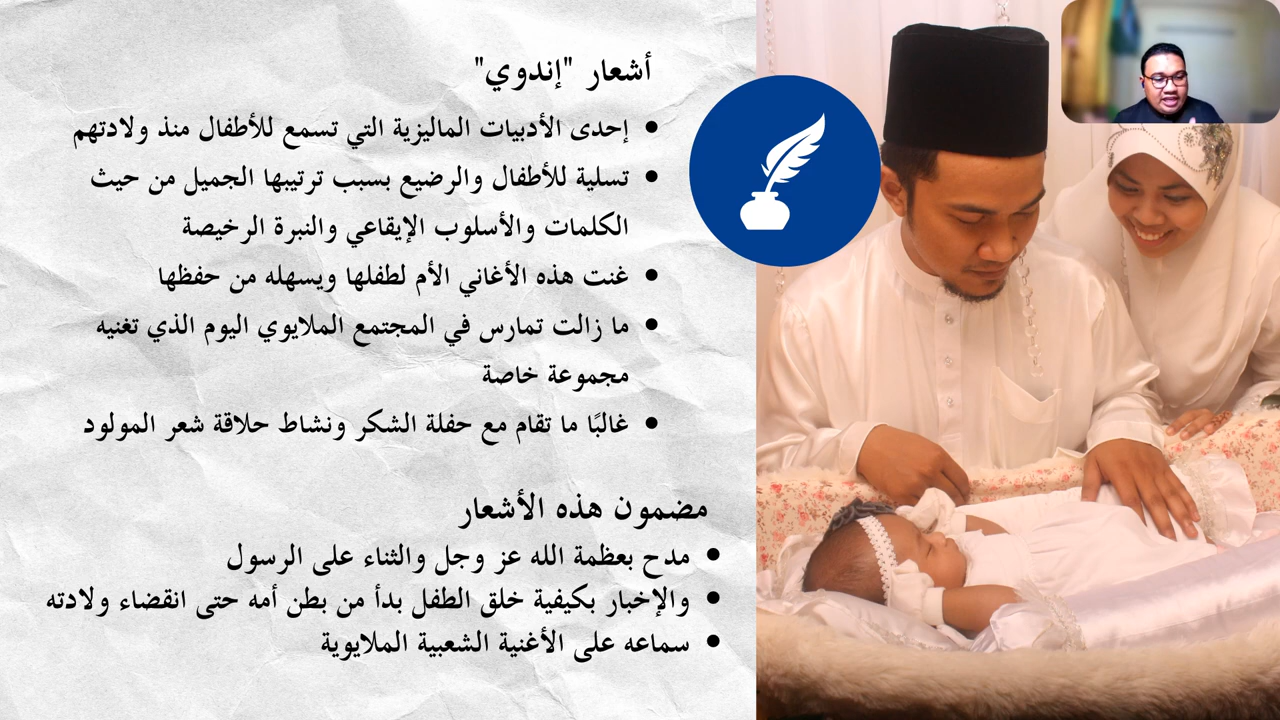 أشعار "إندوي"
• إحدى الأدبيات الماليزية التي تسمع للأطفال منذ ولادتهم
• تسلية للأطفال والرضيع بسبب ترتيبها الجميل من حيث
الكلمات والأسلوب الإيقاعي والنبرة الرخيصة
• غنت هذه الأغاني الأم لطفلها ويسهله من حفظها
• ما زالت تمارس في المجتمع الملايوي اليوم الذي تغنيه
مجموعة خاصة
• غالبًا ما تقام مع حفلة الشكر ونشاط حلاقة شعر المولود
مضمون هذه الأشعار
• مدح بعظمة الله عز وجل والثناء على الرسول
• والإخبار بكيفية خلق الطفل بدأ من بطن أمه حتى انقضاء ولادته
• سماعه على الأغنية الشعبية الملايوية